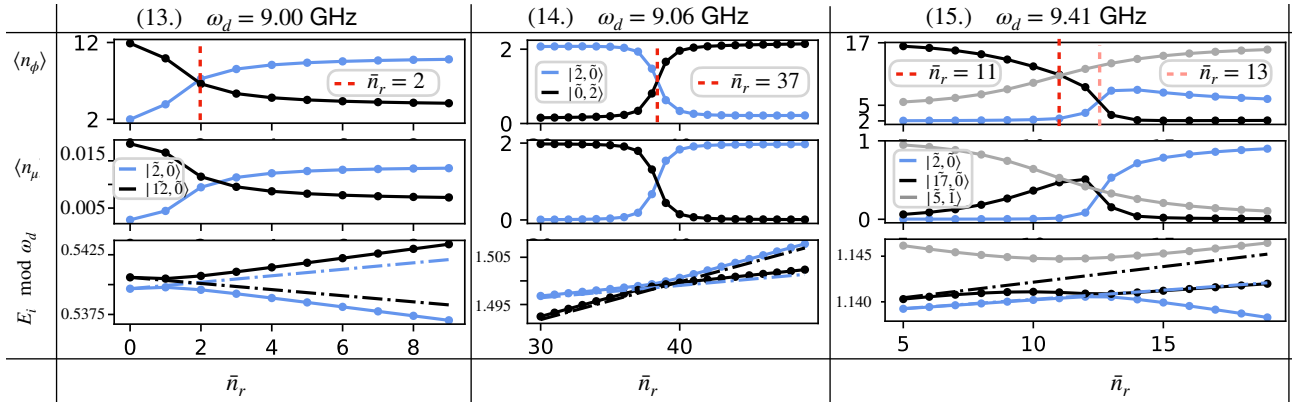 (13.) ω_d = 9.00 GHz
(14.) ω_d = 9.06 GHz
(15.) ω_d = 9.41 GHz
⟨n_ϕ⟩
12
2
n̄_r = 2
2
0
|2̃, 0̃⟩
|0̃, 2̃⟩
n̄_r = 37
17
5
2
n̄_r = 11
n̄_r = 13
⟨n_μ
0.015
0.005
|2̃, 0̃⟩
|1̃2, 0̃⟩
2
0
1
0
|2̃, 0̃⟩
|1̃7, 0̃⟩
|5̃, 1̃⟩
E_i mod ω_d
0.5425
0.5375
0 2 4 6 8
1.505
1.495
30 40
1.145
1.140
5 10 15
n̄_r
n̄_r
n̄_r